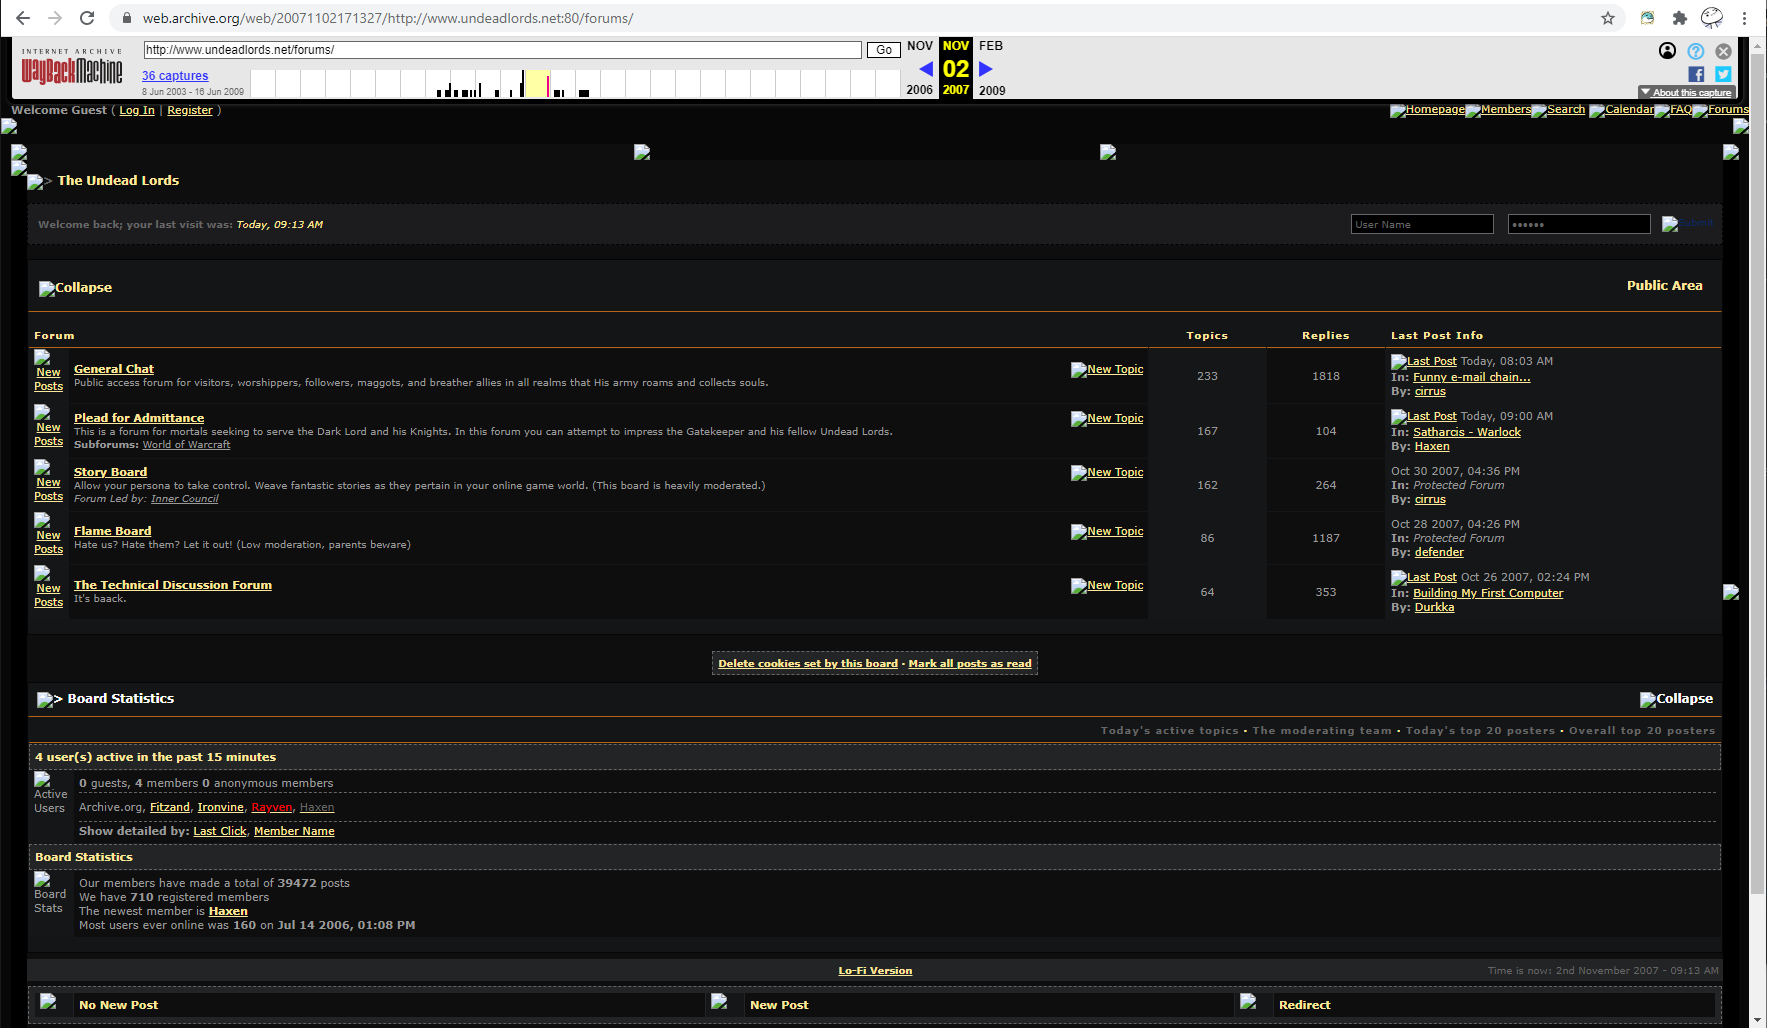 web.archive.org/web/20071102171327/http://www.undeadlords.net:80/forums/
INTERNET ARCHIVE
WayBackMachine
http://www.undeadlords.net/forums/
Go
NOV
NOV
FEB
36 captures
02
8 Jun 2003 - 16 Jun 2009
2006
2007
2009
About this capture
Welcome Guest ( Log In | Register )
Homepage Members Search Calendar FAQ Forums
> The Undead Lords
Welcome back; your last visit was: Today, 09:13 AM
User Name
••••••
Collapse
Public Area
Forum
Topics
Replies
Last Post Info
New Posts
General Chat
Public access forum for visitors, worshippers, followers, maggots, and breather allies in all realms that His army roams and collects souls.
New Topic
233
1818
Last Post Today, 08:03 AM
In: Funny e-mail chain...
By: cirrus
New Posts
Plead for Admittance
This is a forum for mortals seeking to serve the Dark Lord and his Knights. In this forum you can attempt to impress the Gatekeeper and his fellow Undead Lords.
Subforums: World of Warcraft
New Topic
167
104
Last Post Today, 09:00 AM
In: Satharcis - Warlock
By: Haxen
New Posts
Story Board
Allow your persona to take control. Weave fantastic stories as they pertain in your online game world. (This board is heavily moderated.)
Forum Led by: Inner Council
New Topic
162
264
Oct 30 2007, 04:36 PM
In: Protected Forum
By: cirrus
New Posts
Flame Board
Hate us? Hate them? Let it out! (Low moderation, parents beware)
New Topic
86
1187
Oct 28 2007, 04:26 PM
In: Protected Forum
By: defender
New Posts
The Technical Discussion Forum
It's baack.
New Topic
64
353
Last Post Oct 26 2007, 02:24 PM
In: Building My First Computer
By: Durkka
Delete cookies set by this board · Mark all posts as read
> Board Statistics
Collapse
Today's active topics · The moderating team · Today's top 20 posters · Overall top 20 posters
4 user(s) active in the past 15 minutes
Active Users
0 guests, 4 members 0 anonymous members
Archive.org, Fitzand, Ironvine, Rayven, Haxen
Show detailed by: Last Click, Member Name
Board Statistics
Board Stats
Our members have made a total of 39472 posts
We have 710 registered members
The newest member is Haxen
Most users ever online was 160 on Jul 14 2006, 01:08 PM
Lo-Fi Version
Time is now: 2nd November 2007 - 09:13 AM
No New Post
New Post
Redirect